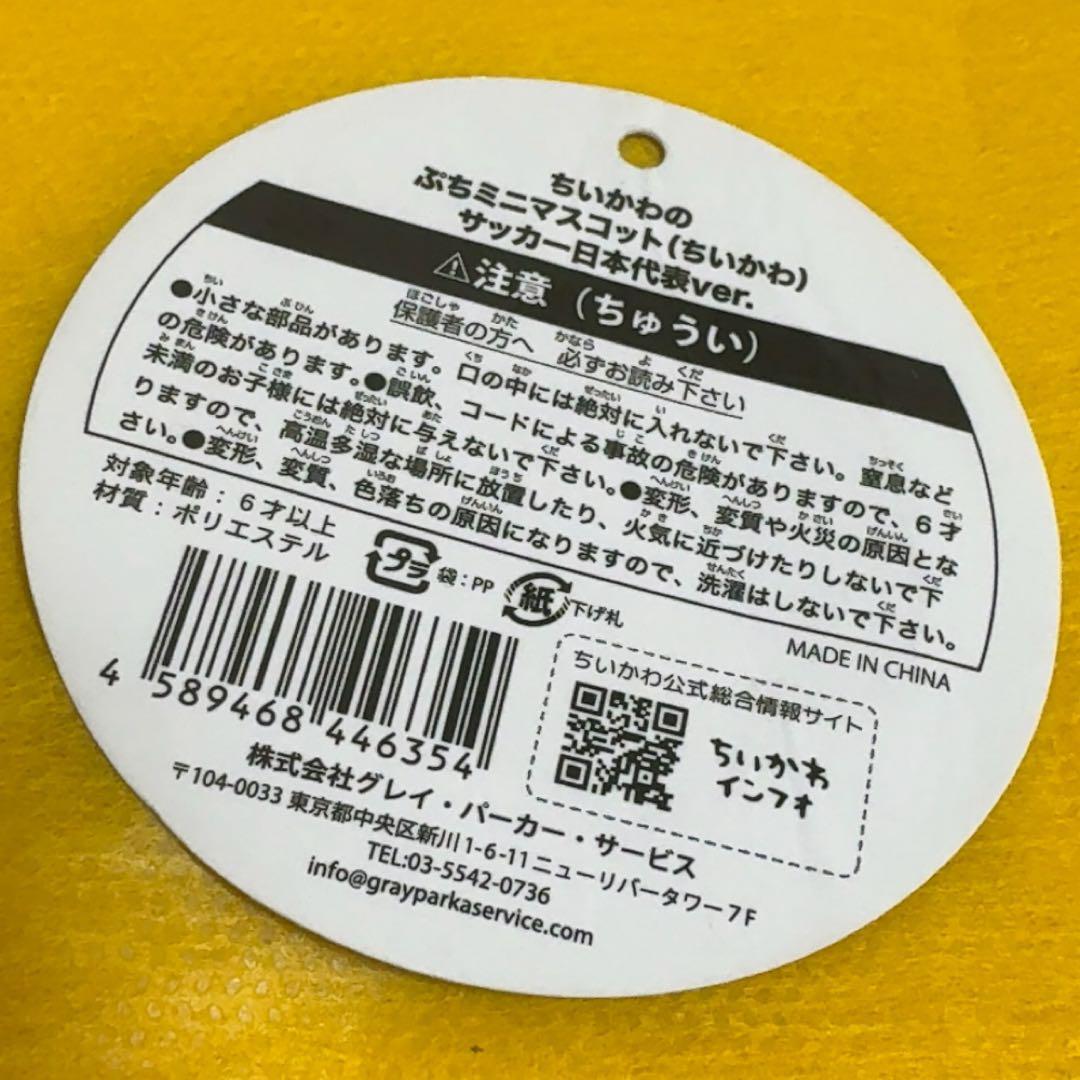 ちいかわの
ぷちミニマスコット(ちいかわ)
サッカー日本代表ver.
⚠注意（ちゅうい）
保護者の方へ 必ずお読み下さい
●小さな部品があります。口の中には絶対に入れないで下さい。窒息など
の危険があります。●誤飲、コードによる事故の危険がありますので、6才
未満のお子様には絶対に与えないで下さい。●変形、変質や火災の原因とな
りますので、高温多湿な場所に放置したり、火気に近づけたりしないで下
さい。●変形、変質、色落ちの原因になりますので、洗濯はしないで下さい。
対象年齢：6才以上
材質：ポリエステル
MADE IN CHINA
プラ 袋：PP 紙 下げ札
4 589468 446354
ちいかわ公式総合情報サイト
ちいかわ
インフォ
株式会社グレイ・パーカー・サービス
〒104-0033 東京都中央区新川1-6-11ニューリバータワー7F
TEL:03-5542-0736
info@grayparkaservice.com